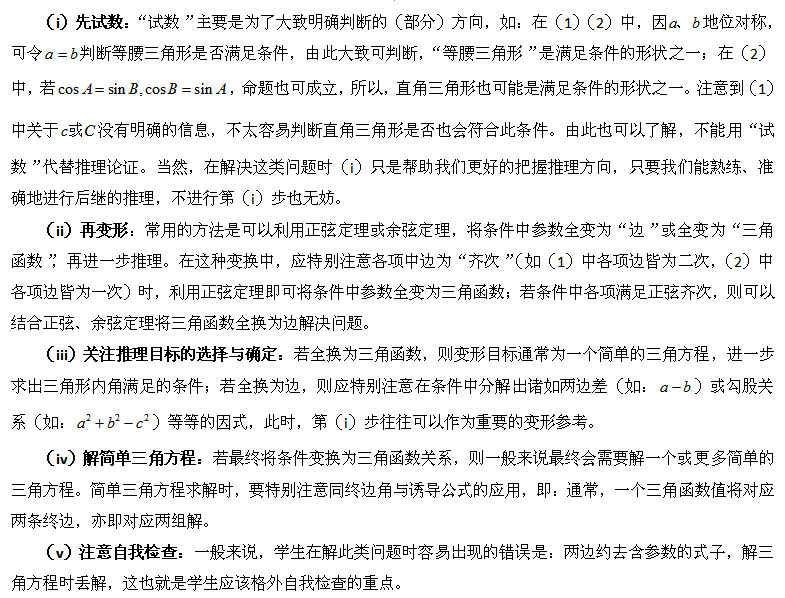 （i）先试数：“试数”主要是为了大致明确判断的（部分）方向，如：在（1）（2）中，因a、b地位对称，
可令a＝b判断等腰三角形是否满足条件，由此大致可判断，“等腰三角形”是满足条件的形状之一；在（2）
中，若cos A＝sin B,cos B＝sin A，命题也可成立，所以，直角三角形也可能是满足条件的形状之一。注意到（1）
中关于c或C没有明确的信息，不太容易判断直角三角形是否也会符合此条件。由此也可以了解，不能用“试
数”代替推理论证。当然，在解决这类问题时（i）只是帮助我们更好的把握推理方向，只要我们能熟练、准
确地进行后继的推理，不进行第（i）步也无妨。
（ii）再变形：常用的方法是可以利用正弦定理或余弦定理，将条件中参数全变为“边”或全变为“三角
函数”，再进一步推理。在这种变换中，应特别注意各项中边为“齐次”（如（1）中各项边皆为二次，（2）中
各项边皆为一次）时，利用正弦定理即可将条件中参数全变为三角函数；若条件中各项满足正弦齐次，则可以
结合正弦、余弦定理将三角函数全换为边解决问题。
（iii）关注推理目标的选择与确定：若全换为三角函数，则变形目标通常为一个简单的三角方程，进一步
求出三角形内角满足的条件；若全换为边，则应特别注意在条件中分解出诸如两边差（如：a－b）或勾股关
系（如：a²＋b²－c²）等等的因式，此时，第（i）步往往可以作为重要的变形参考。
（iv）解简单三角方程：若最终将条件变换为三角函数关系，则一般来说最终会需要解一个或更多简单的
三角方程。简单三角方程求解时，要特别注意同终边角与诱导公式的应用，即：通常，一个三角函数值将对应
两条终边，亦即对应两组解。
（v）注意自我检查：一般来说，学生在解此类问题时容易出现的错误是：两边约去含参数的式子，解三
角方程时丢解，这也就是学生应该格外自我检查的重点。